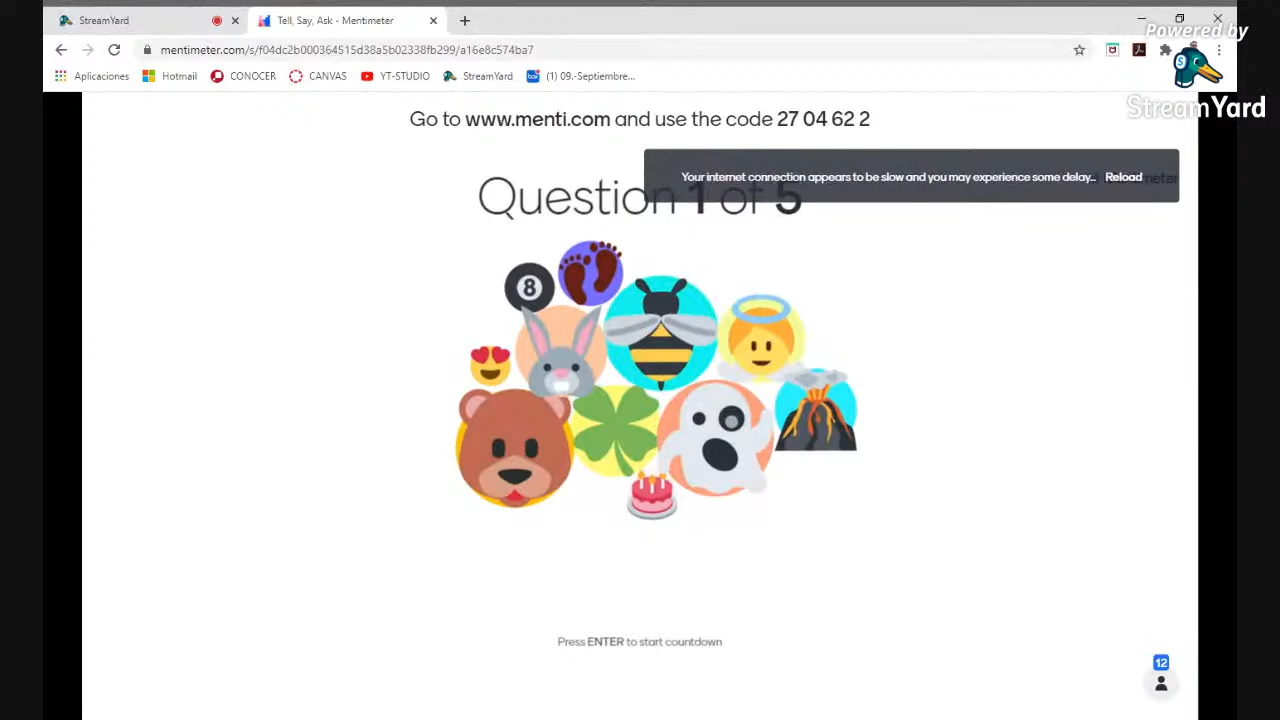 StreamYard
Tell, Say, Ask - Mentimeter
mentimeter.com/s/f04dc2b000364515d38a5b02338fb299/a16e8c574ba7
Aplicaciones
Hotmail
CONOCER
CANVAS
YT-STUDIO
StreamYard
(1) 09.-Septiembre...
Powered by
StreamYard
Go to www.menti.com and use the code 27 04 62 2
Your internet connection appears to be slow and you may experience some delay... Reload
Question 1 of 5
8
Press ENTER to start countdown
12